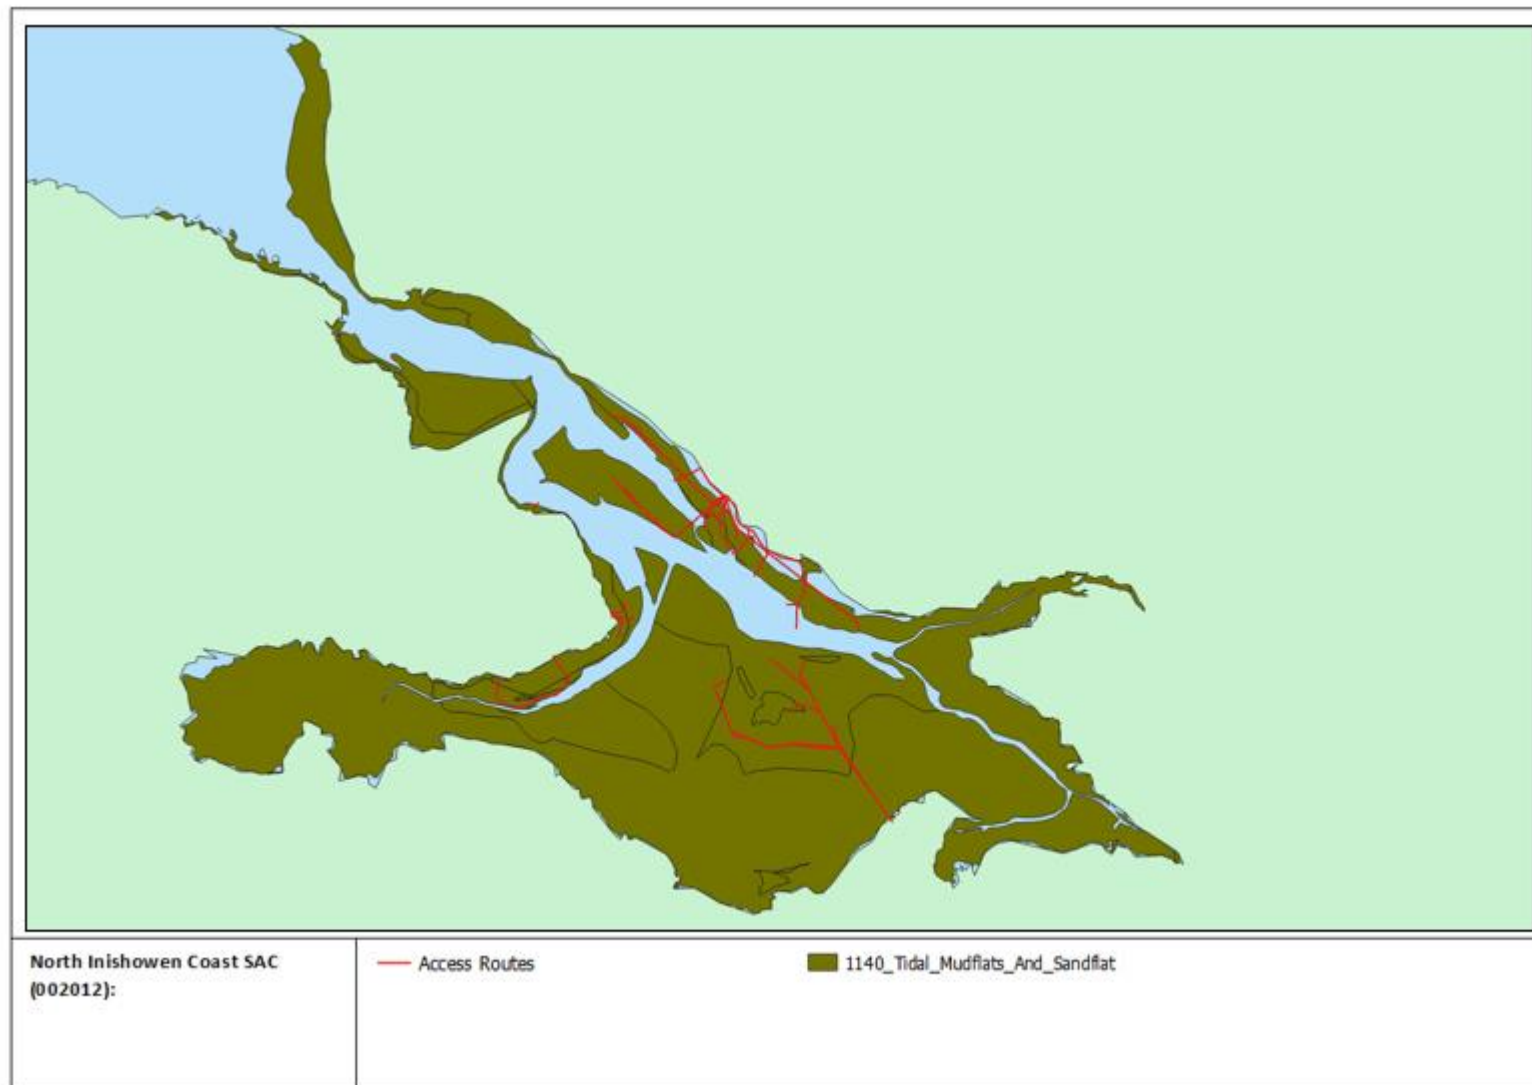 North Inishowen Coast SAC
(002012):
Access Routes
1140_Tidal_Mudflats_And_Sandflat